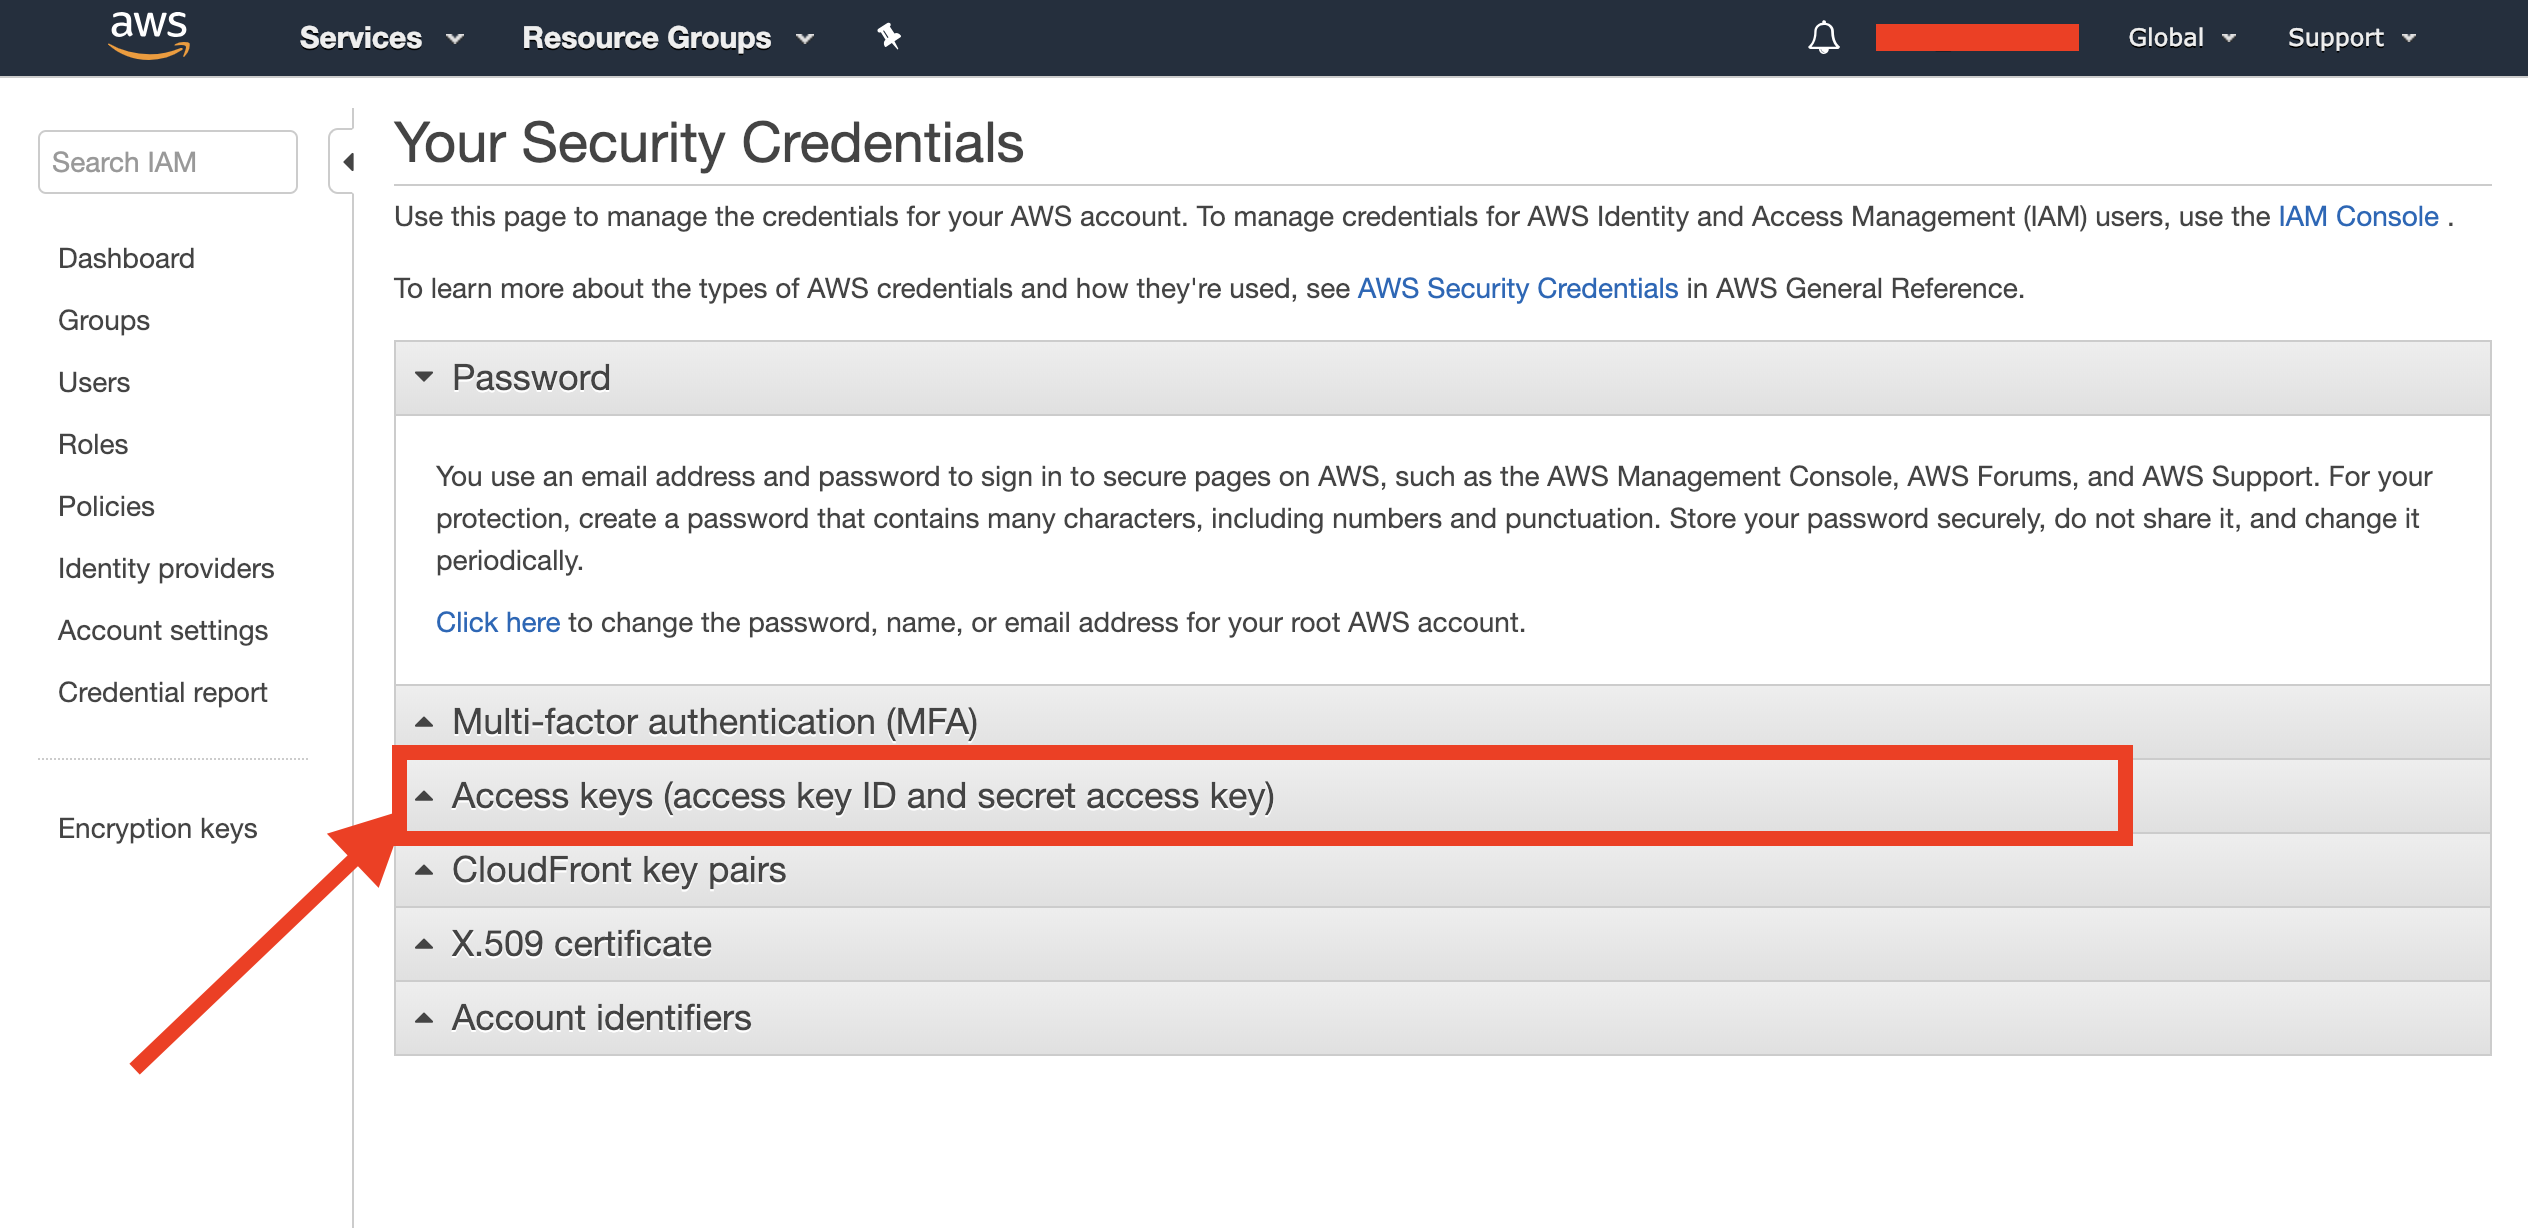 aws
Services
Resource Groups
Global
Support
Search IAM
Dashboard
Groups
Users
Roles
Policies
Identity providers
Account settings
Credential report
Encryption keys
Your Security Credentials
Use this page to manage the credentials for your AWS account. To manage credentials for AWS Identity and Access Management (IAM) users, use the IAM Console .
To learn more about the types of AWS credentials and how they're used, see AWS Security Credentials in AWS General Reference.
Password
You use an email address and password to sign in to secure pages on AWS, such as the AWS Management Console, AWS Forums, and AWS Support. For your
protection, create a password that contains many characters, including numbers and punctuation. Store your password securely, do not share it, and change it
periodically.
Click here to change the password, name, or email address for your root AWS account.
Multi-factor authentication (MFA)
Access keys (access key ID and secret access key)
CloudFront key pairs
X.509 certificate
Account identifiers